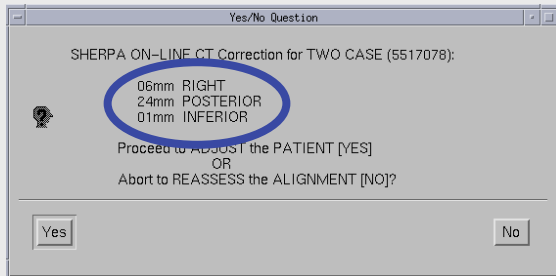 Yes/No Question
SHERPA ON-LINE CT Correction for TWO CASE (5517078):
06mm RIGHT
24mm POSTERIOR
01mm INFERIOR
Proceed to ADJUST the PATIENT [YES]
OR
Abort to REASSESS the ALIGNMENT [NO]?
Yes
No